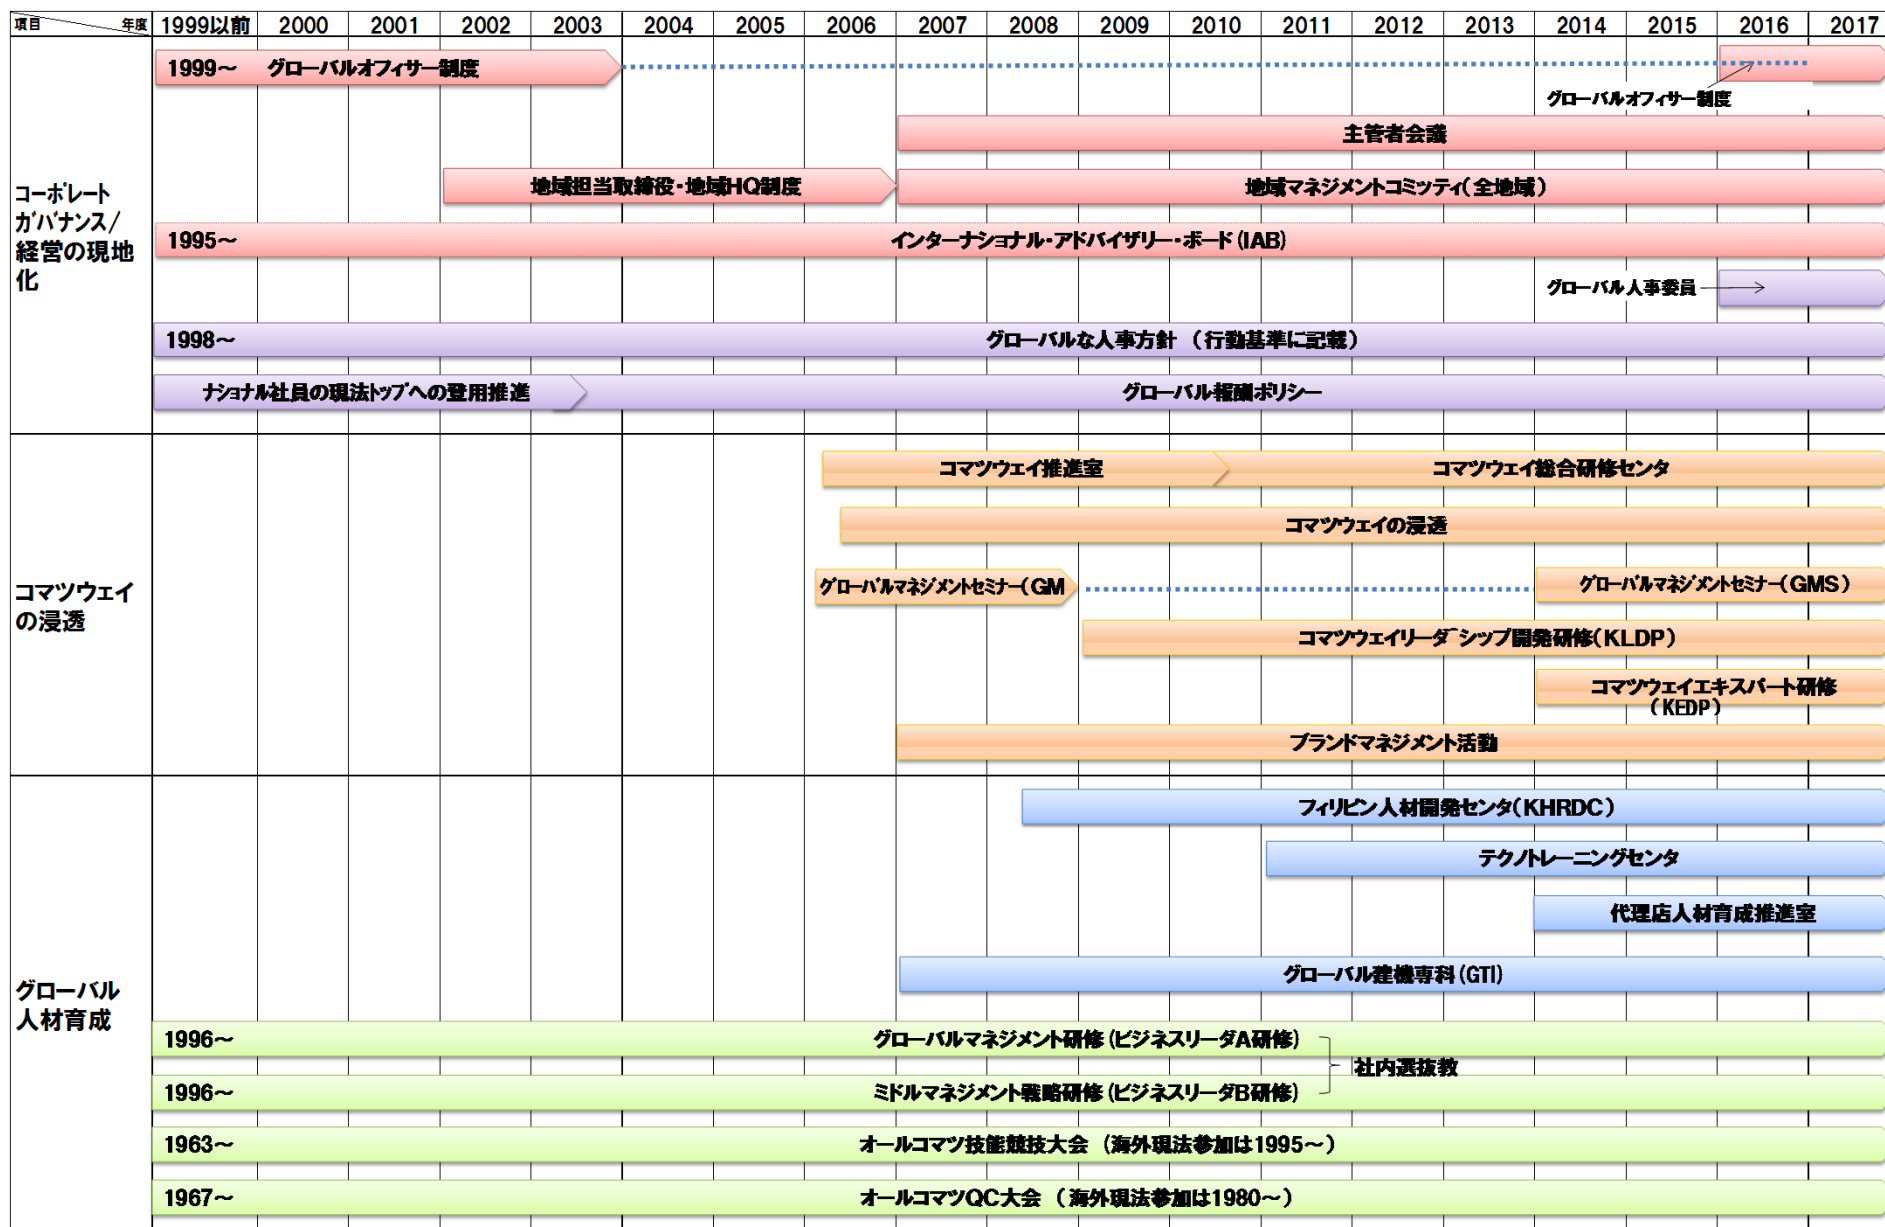 項目 年度 1999以前 2000 2001 2002 2003 2004 2005 2006 2007 2008 2009 2010 2011 2012 2013 2014 2015 2016 2017
コーポレート
ガバナンス/
経営の現地
化
1999～ グローバルオフィサー制度
グローバルオフィサー制度
主管者会議
地域担当取締役・地域HQ制度 地域マネジメントコミッティ(全地域)
1995～ インターナショナル・アドバイザリー・ボード(IAB)
グローバル人事委員
1998～ グローバルな人事方針 (行動基準に記載)
ナショナル社員の現法トップへの登用推進 グローバル報酬ポリシー
コマツウェイ
の浸透
コマツウェイ推進室 コマツウェイ総合研修センタ
コマツウェイの浸透
グローバルマネジメントセミナー(GM グローバルマネジメントセミナー(GMS)
コマツウェイリーダーシップ開発研修(KLDP)
コマツウェイエキスパート研修
(KEDP)
ブランドマネジメント活動
グローバル
人材育成
フィリピン人材開発センタ(KHRDC)
テクノトレーニングセンタ
代理店人材育成推進室
グローバル建機専科(GTI)
1996～ グローバルマネジメント研修(ビジネスリーダA研修)
社内選抜教
1996～ ミドルマネジメント戦略研修(ビジネスリーダB研修)
1963～ オールコマツ技能競技大会 (海外現法参加は1995～)
1967～ オールコマツQC大会 (海外現法参加は1980～)